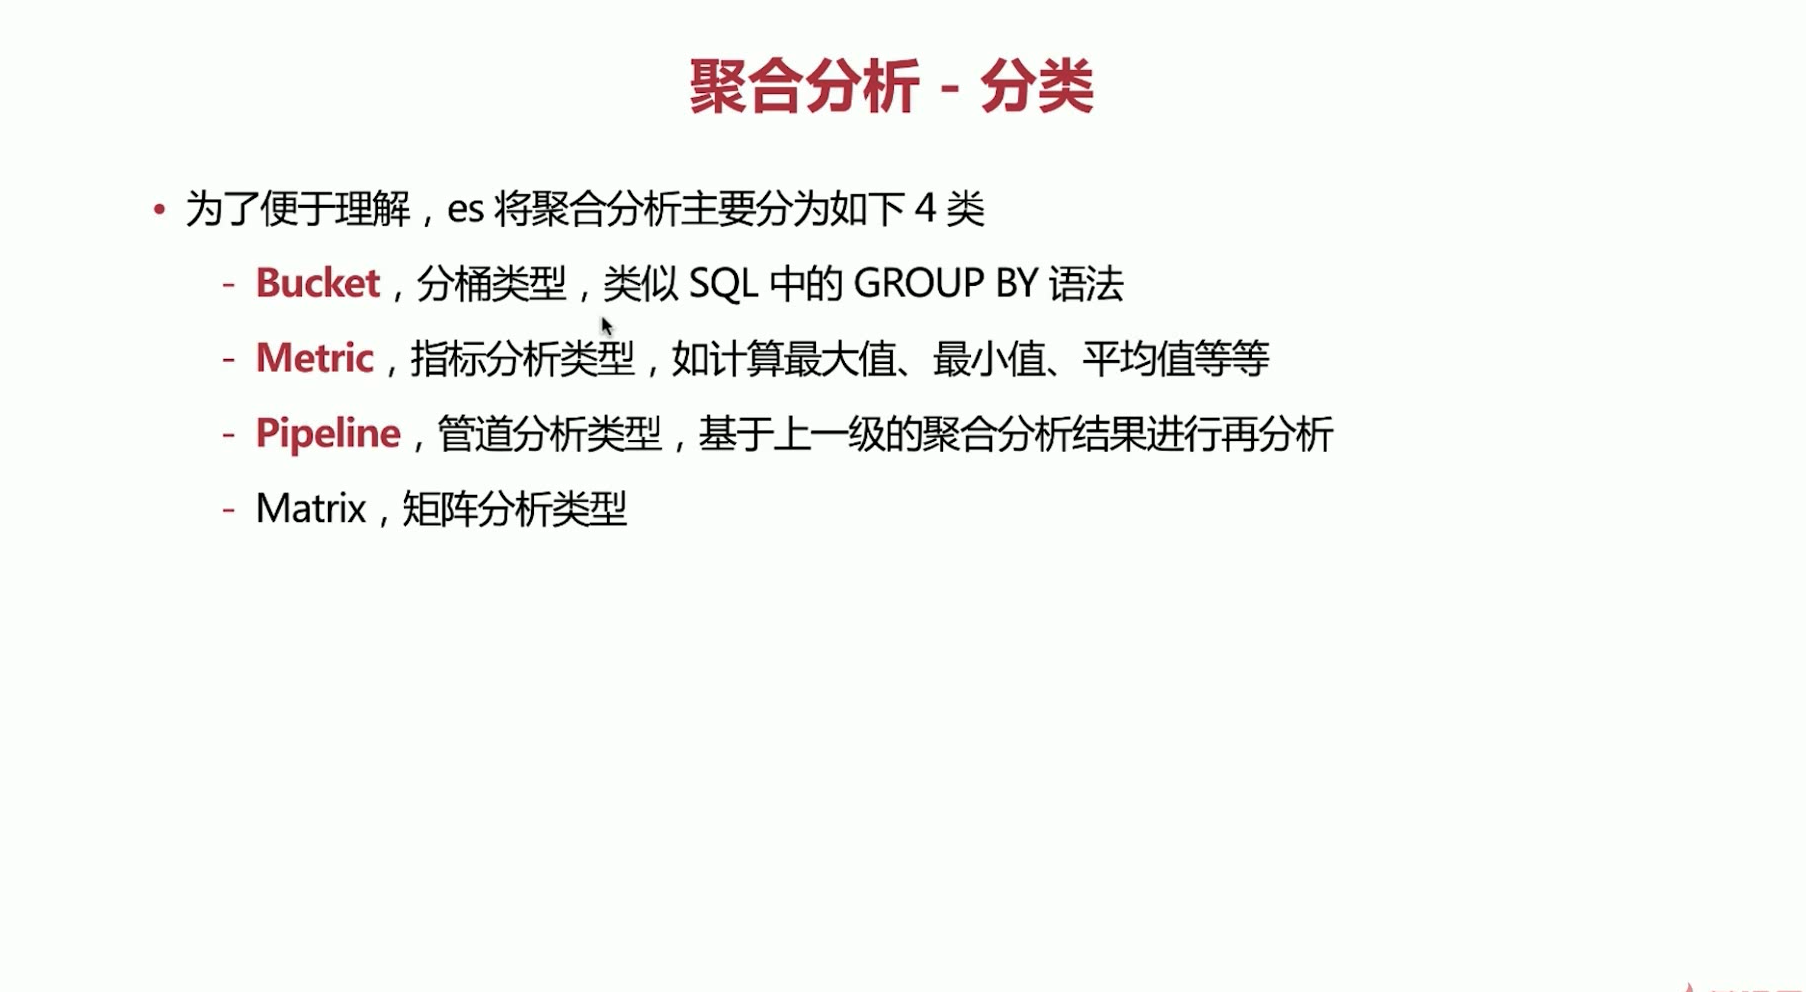 聚合分析 - 分类
• 为了便于理解，es 将聚合分析主要分为如下 4 类
- Bucket，分桶类型，类似 SQL 中的 GROUP BY 语法
- Metric，指标分析类型，如计算最大值、最小值、平均值等等
- Pipeline，管道分析类型，基于上一级的聚合分析结果进行再分析
- Matrix，矩阵分析类型